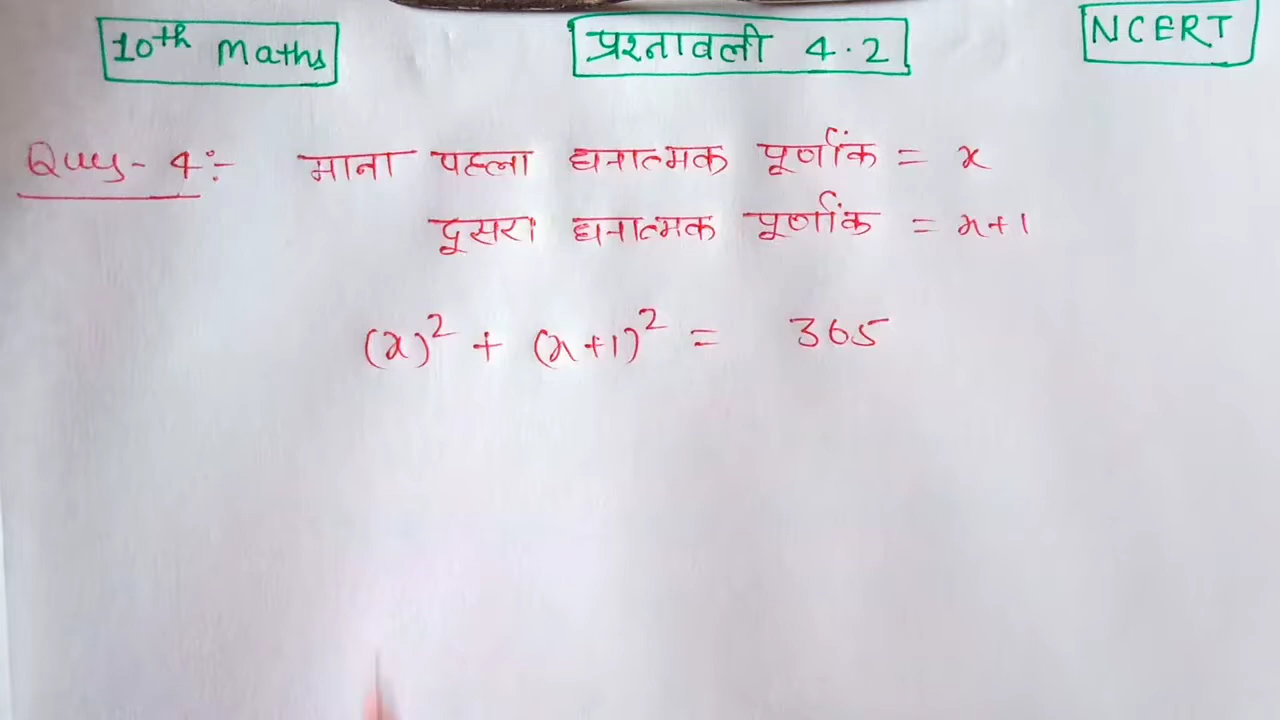 10th Maths
प्रश्नावली 4.2
NCERT
Ques-4:- माना पहला धनात्मक पूर्णांक = x
दूसरा धनात्मक पूर्णांक = x+1
(x)² + (x+1)² = 365